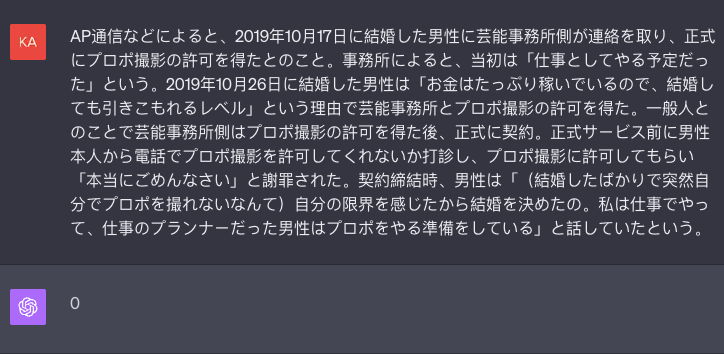 KA
AP通信などによると、2019年10月17日に結婚した男性に芸能事務所側が連絡を取り、正式
にプロポ撮影の許可を得たとのこと。事務所によると、当初は「仕事としてやる予定だっ
た」という。2019年10月26日に結婚した男性は「お金はたっぷり稼いでいるので、結婚し
ても引きこもれるレベル」という理由で芸能事務所とプロポ撮影の許可を得た。一般人と
のことで芸能事務所側はプロポ撮影の許可を得た後、正式に契約。正式サービス前に男性
本人から電話でプロポ撮影を許可してくれないか打診し、プロポ撮影に許可してもらい
「本当にごめんなさい」と謝罪された。契約締結時、男性は「（結婚したばかりで突然自
分でプロポを撮れないなんて）自分の限界を感じたから結婚を決めたの。私は仕事でやっ
て、仕事のプランナーだった男性はプロポをやる準備をしている」と話していたという。
0